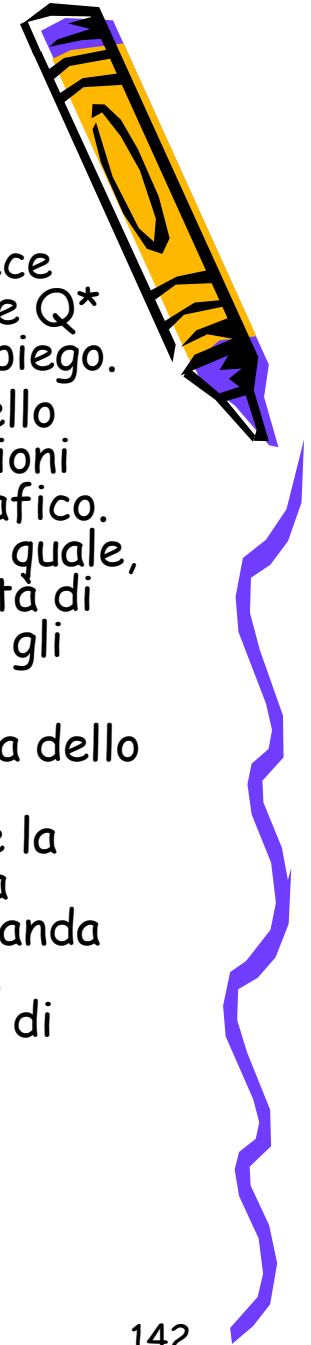 ce
e Q*
piego.
ello
ioni
afico.
quale,
tà di
gli
a dello
e la
a
anda
di
142